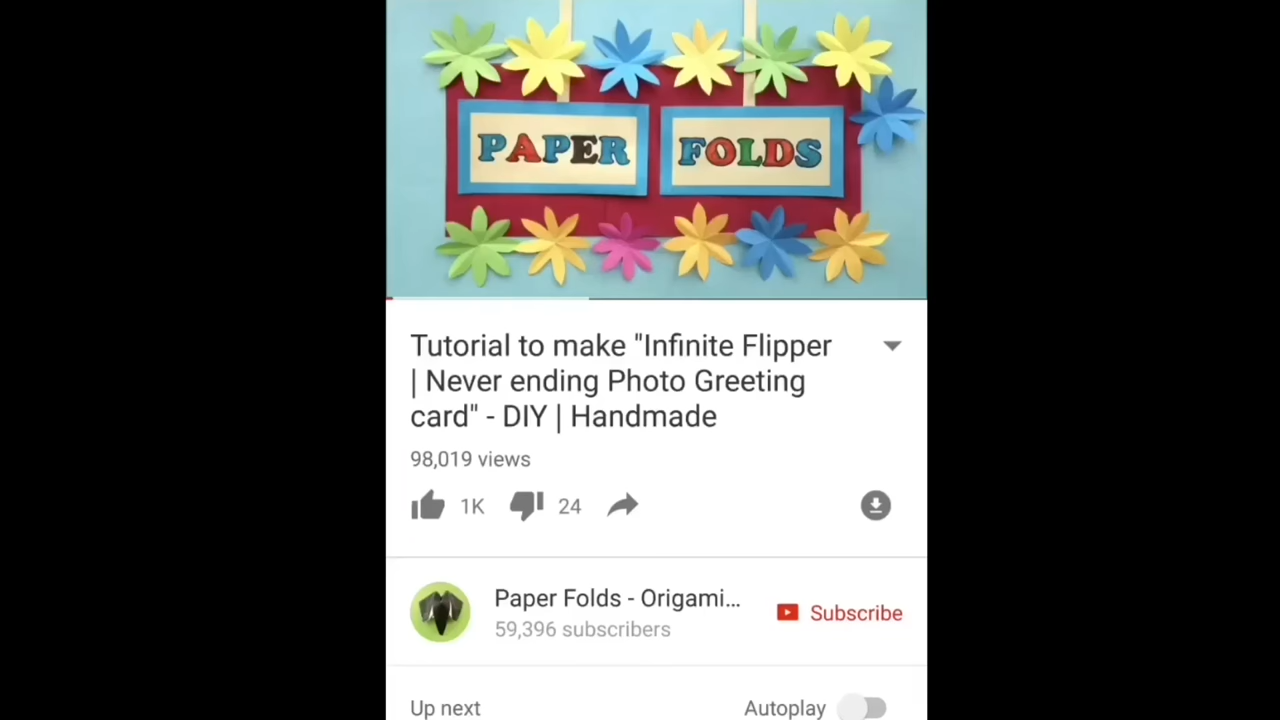 PAPER FOLDS
Tutorial to make "Infinite Flipper
| Never ending Photo Greeting
card" - DIY | Handmade
98,019 views
1K 24
Paper Folds - Origami...
Subscribe
59,396 subscribers
Up next Autoplay